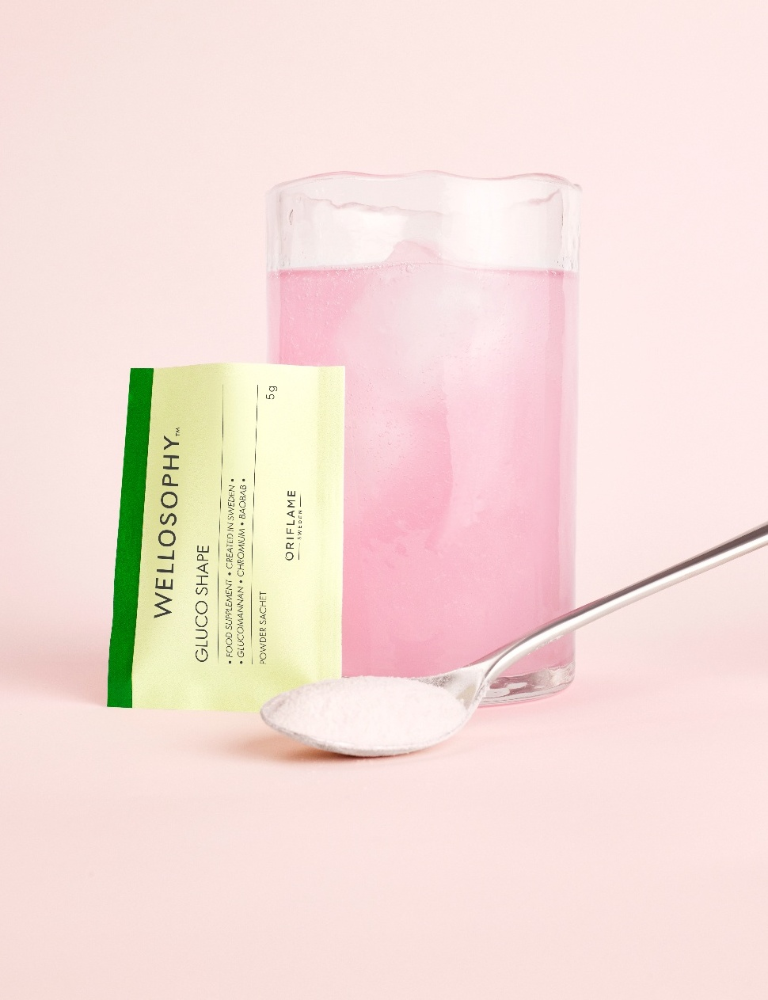 WELLOSOPHY™
GLUCO SHAPE
• FOOD SUPPLEMENT • CREATED IN SWEDEN •
• GLUCOMANNAN • CHROMIUM • BAOBAB •
POWDER SACHET
5g
ORIFLAME
SWEDEN